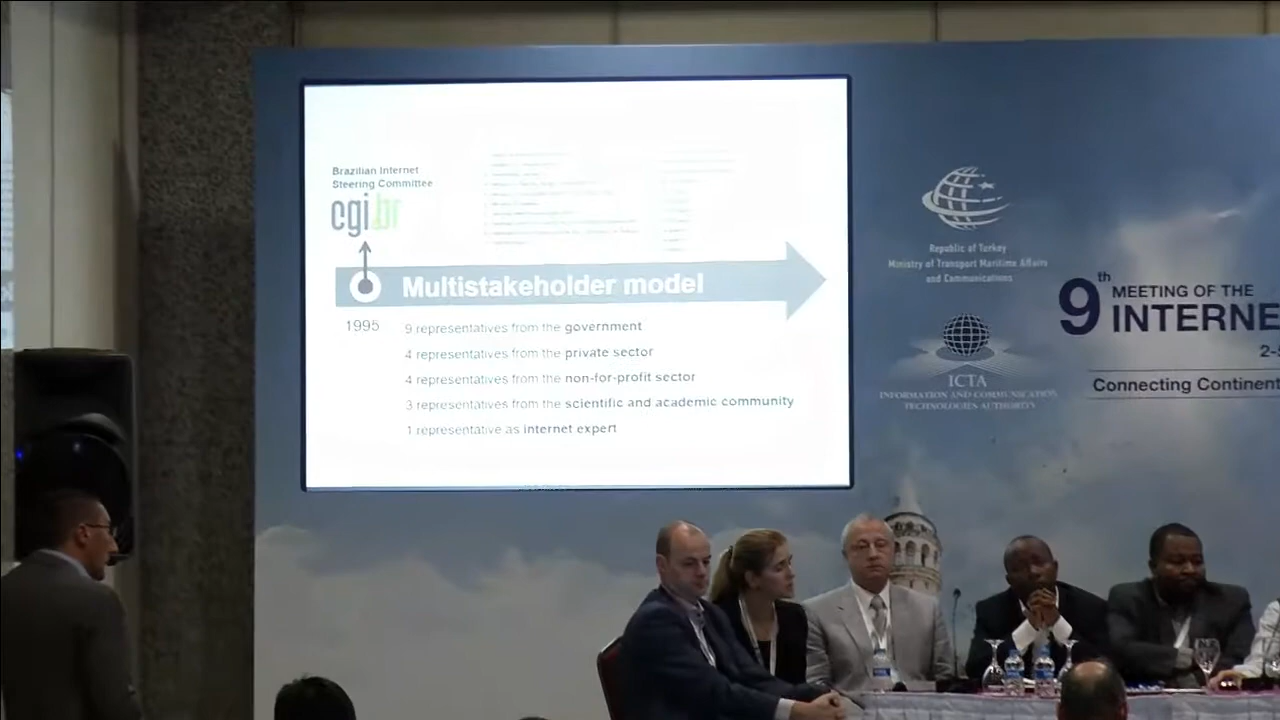 Brazilian Internet
Steering Committee
cgi.br
Multistakeholder model
1995
9 representatives from the government
4 representatives from the private sector
4 representatives from the non-for-profit sector
3 representatives from the scientific and academic community
1 representative as internet expert
Republic of Turkey
Ministry of Transport Maritime Affairs
and Communications
ICTA
INFORMATION AND COMMUNICATION
TECHNOLOGIES AUTHORITY
9th MEETING OF THE
INTERNE
2-
Connecting Continent